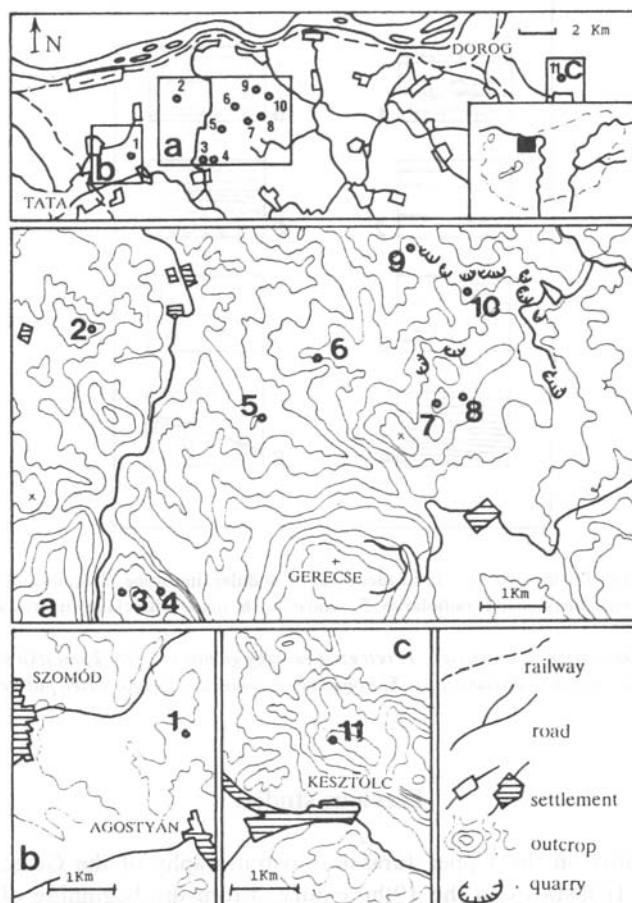 N
2 Km
DOROG
11 C
2
9
6
10
a
5
7
8
b
1
3
4
TATA
9
2
10
6
5
7
8
x
x
GERECSE
+
3
4
1Km
a
C
SZOMÓD
1
11
KESZTÖLC
AGOSTYÁN
b
1Km
1Km
railway
road
settlement
outcrop
quarry